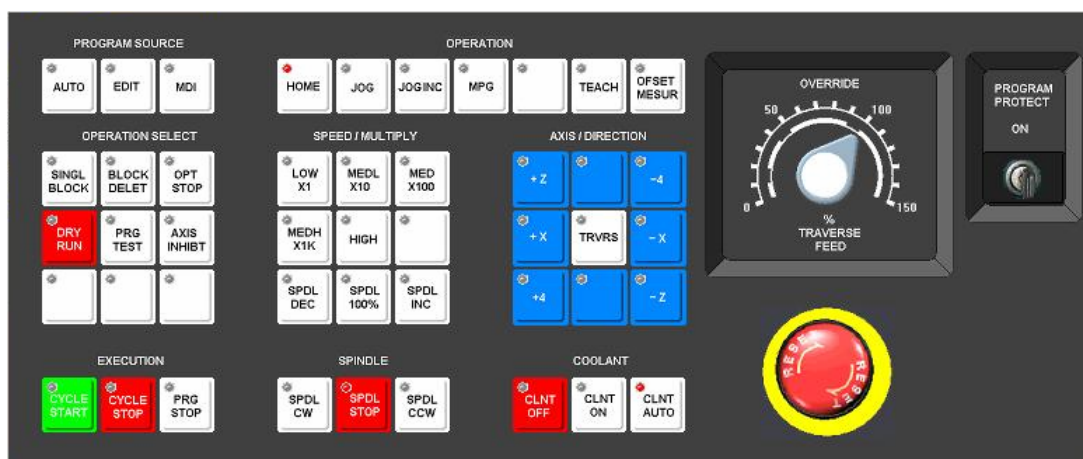 PROGRAM SOURCE
OPERATION
AUTO
EDIT
MDI
HOME
JOG
JOG INC
MPG
TEACH
OFSET
MESUR
OPERATION SELECT
SPEED / MULTIPLY
AXIS / DIRECTION
SINGL
BLOCK
BLOCK
DELET
OPT
STOP
LOW
X1
MEDL
X10
MED
X100
+ Z
-4
DRY
RUN
PRG
TEST
AXIS
INHIBT
MEDH
X1K
HIGH
+ X
TRVRS
- X
SPDL
DEC
SPDL
100%
SPDL
INC
+4
- Z
EXECUTION
SPINDLE
COOLANT
CYCLE
START
CYCLE
STOP
PRG
STOP
SPDL
CW
SPDL
STOP
SPDL
CCW
CLNT
OFF
CLNT
ON
CLNT
AUTO
OVERRIDE
50
100
0
150
%
TRAVERSE
FEED
PROGRAM
PROTECT
ON
RESET
RESET